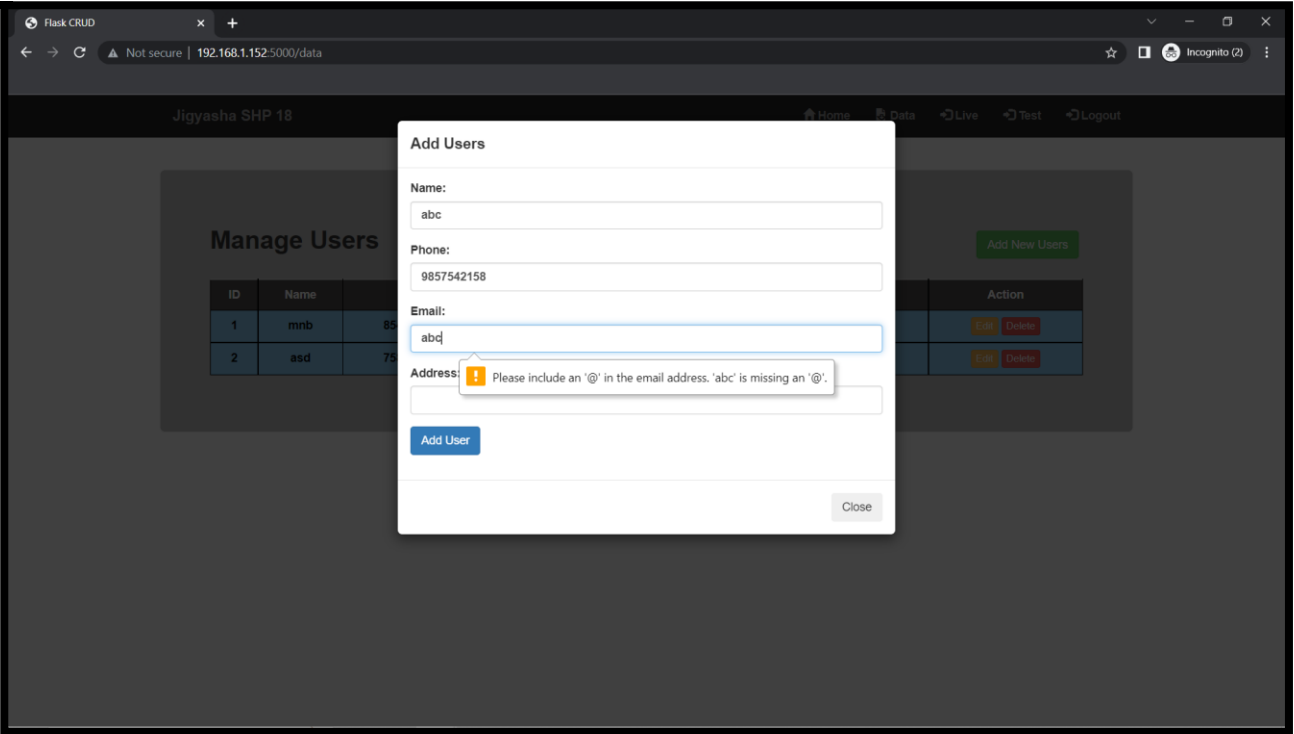 Flask CRUD
Not secure | 192.168.1.152:5000/data
Incognito (2)
Jigyasha SHP 18
Home Data Live Test Logout
Add Users
Name:
abc
Manage Users
Add New Users
Phone:
9857542158
ID Name Action
Email:
1 mnb 85 Edit Delete
abc
2 asd 75 Edit Delete
Address:
Please include an '@' in the email address. 'abc' is missing an '@'.
Add User
Close